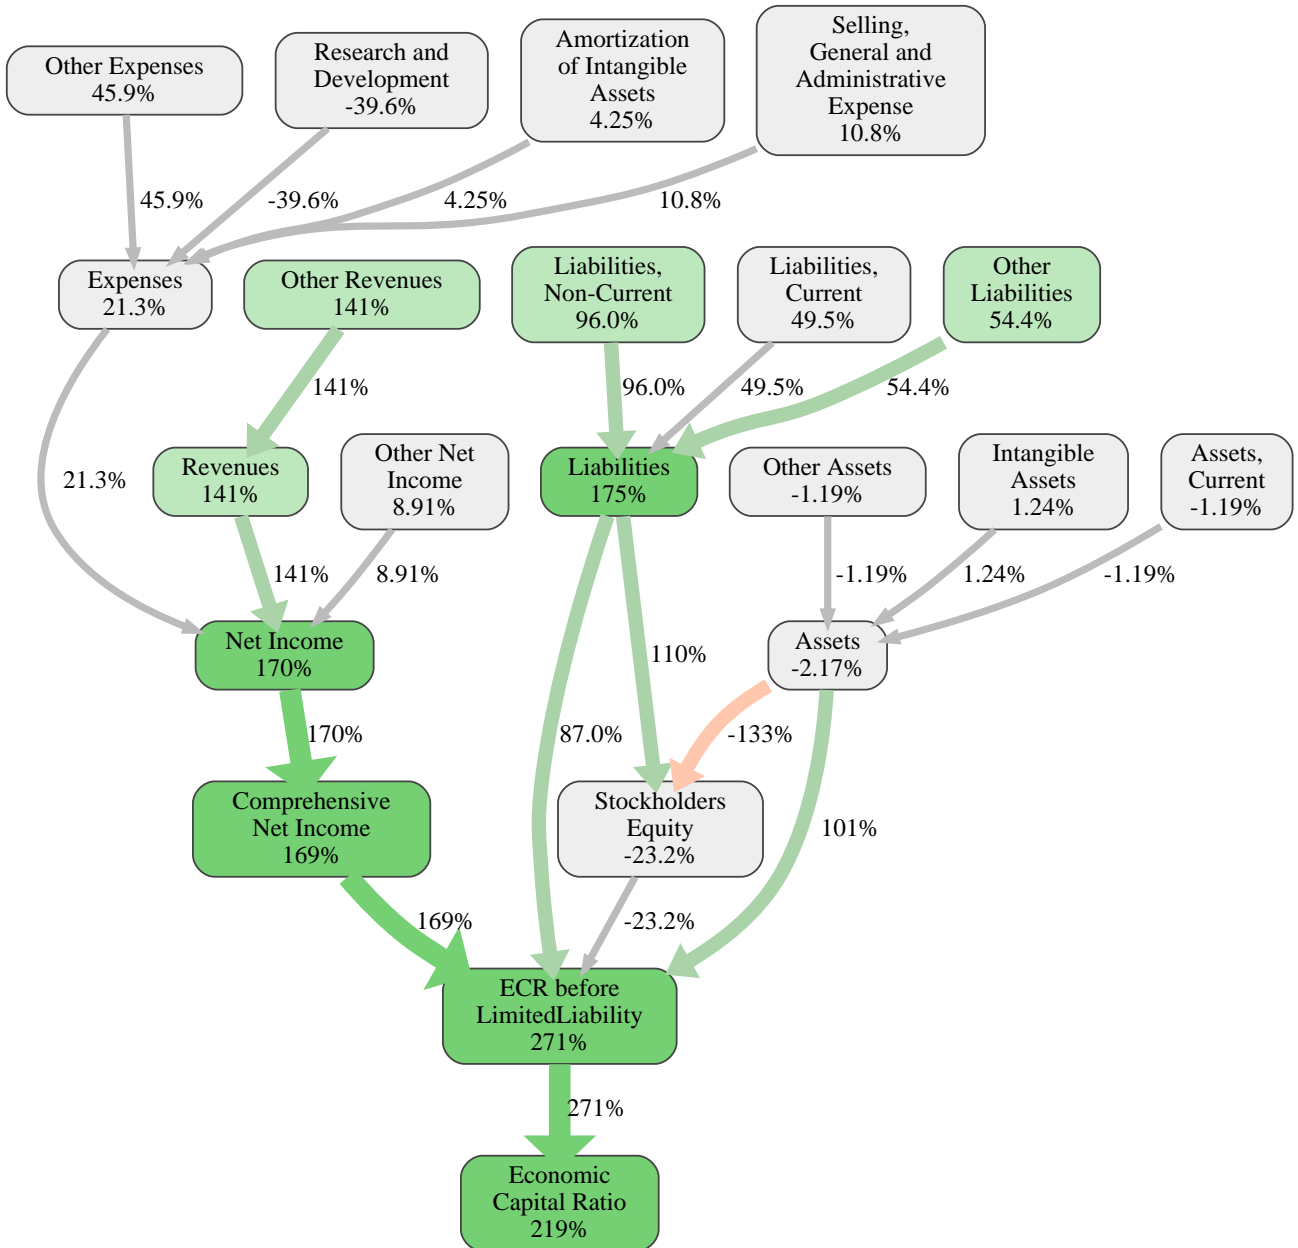 Other Expenses
45.9%
Research and
Development
-39.6%
Amortization
of Intangible
Assets
4.25%
Selling,
General and
Administrative
Expense
10.8%
45.9%
-39.6%
4.25%
10.8%
Expenses
21.3%
Other Revenues
141%
Liabilities,
Non-Current
96.0%
Liabilities,
Current
49.5%
Other
Liabilities
54.4%
141%
96.0%
49.5%
54.4%
21.3%
Revenues
141%
Other Net
Income
8.91%
Liabilities
175%
Other Assets
-1.19%
Intangible
Assets
1.24%
Assets,
Current
-1.19%
141%
8.91%
-1.19%
1.24%
-1.19%
Net Income
170%
110%
Assets
-2.17%
170%
87.0%
-133%
Comprehensive
Net Income
169%
Stockholders
Equity
-23.2%
101%
169%
-23.2%
ECR before
LimitedLiability
271%
271%
Economic
Capital Ratio
219%